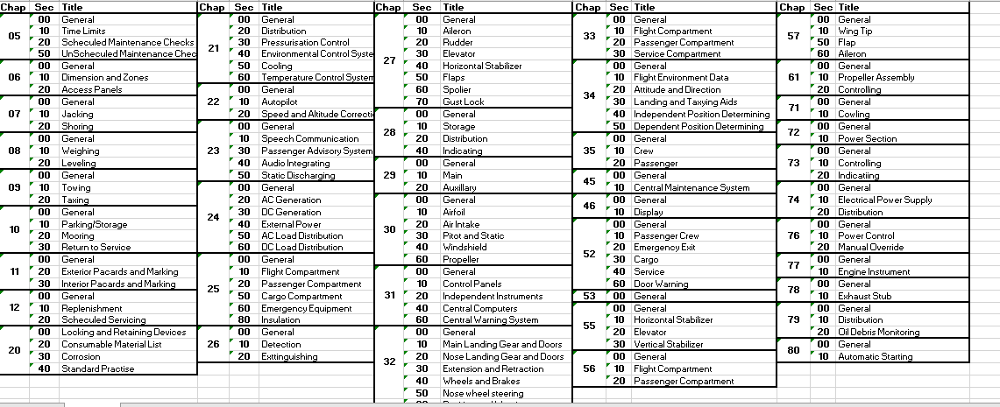 Chap Sec Title
05 00 General
10 Time Limits
20 Scheculed Maintenance Checks
50 UnScheculed Maintenance Chec
06 00 General
10 Dimension and Zones
20 Access Panels
07 00 General
10 Jacking
20 Shoring
08 00 General
10 Weighing
20 Leveling
09 00 General
10 Towing
20 Taxing
10 00 General
10 Parking/Storage
20 Mooring
30 Return to Service
11 00 General
20 Exterior Pacards and Marking
30 Interior Pacards and Marking
12 00 General
10 Replenishment
20 Scheculed Servicing
20 00 Locking and Retaining Devices
20 Consumable Material List
30 Corrosion
40 Standard Practise
Chap Sec Title
21 00 General
20 Distribution
30 Pressurisation Control
40 Environmental Control Syste
50 Cooling
60 Temperature Control System
22 00 General
10 Autopilot
20 Speed and Altitude Correcti
23 00 General
10 Speech Communication
30 Passenger Advisory System
40 Audio Integrating
50 Static Discharging
24 00 General
20 AC Generation
30 DC Generation
40 External Power
50 AC Load Distribution
60 DC Load Distribution
25 00 General
10 Flight Compartment
20 Passenger Compartment
50 Cargo Compartment
60 Emergency Equipment
80 Insulation
26 00 General
10 Detection
20 Exttinguishing
Sec Title
27 00 General
10 Aileron
20 Rudder
30 Elevator
40 Horizontal Stabilizer
50 Flaps
60 Spolier
70 Gust Lock
28 00 General
10 Storage
20 Distribution
40 Indicating
29 00 General
10 Main
20 Auxillary
30 00 General
10 Airfoil
20 Air Intake
30 Pitot and Static
40 Windshield
60 Propeller
31 00 General
10 Control Panels
20 Independent Instruments
40 Central Computers
60 Central Warning System
32 00 General
10 Main Landing Gear and Doors
20 Nose Landing Gear and Doors
30 Extension and Retraction
40 Wheels and Brakes
50 Nose wheel steering
Chap Sec Title
33 00 General
10 Flight Compartment
20 Passenger Compartment
30 Service Compartment
34 00 General
10 Flight Environment Data
20 Attitude and Direction
30 Landing and Taxying Aids
40 Independent Position Determining
50 Dependent Position Determining
35 00 General
10 Crew
20 Passenger
45 00 General
10 Central Maintenance System
46 00 General
10 Display
52 00 General
10 Passenger Crew
20 Emergency Exit
30 Cargo
40 Service
60 Door Warning
53 00 General
55 00 General
10 Horizontal Stabilizer
20 Elevator
30 Vertical Stabilizer
56 00 General
10 Flight Compartment
20 Passenger Compartment
Chap Sec Title
57 00 General
10 Wing Tip
50 Flap
60 Aileron
61 00 General
10 Propeller Assembly
20 Controlling
71 00 General
10 Cowling
72 00 General
10 Power Section
73 00 General
10 Controlling
20 Indicatiing
74 00 General
10 Electrical Power Supply
20 Distribution
76 00 General
10 Power Control
20 Manual Override
77 00 General
10 Engine Instrument
78 00 General
10 Exhaust Stub
79 00 General
10 Distribution
20 Oil Debris Monitoring
80 00 General
10 Automatic Starting